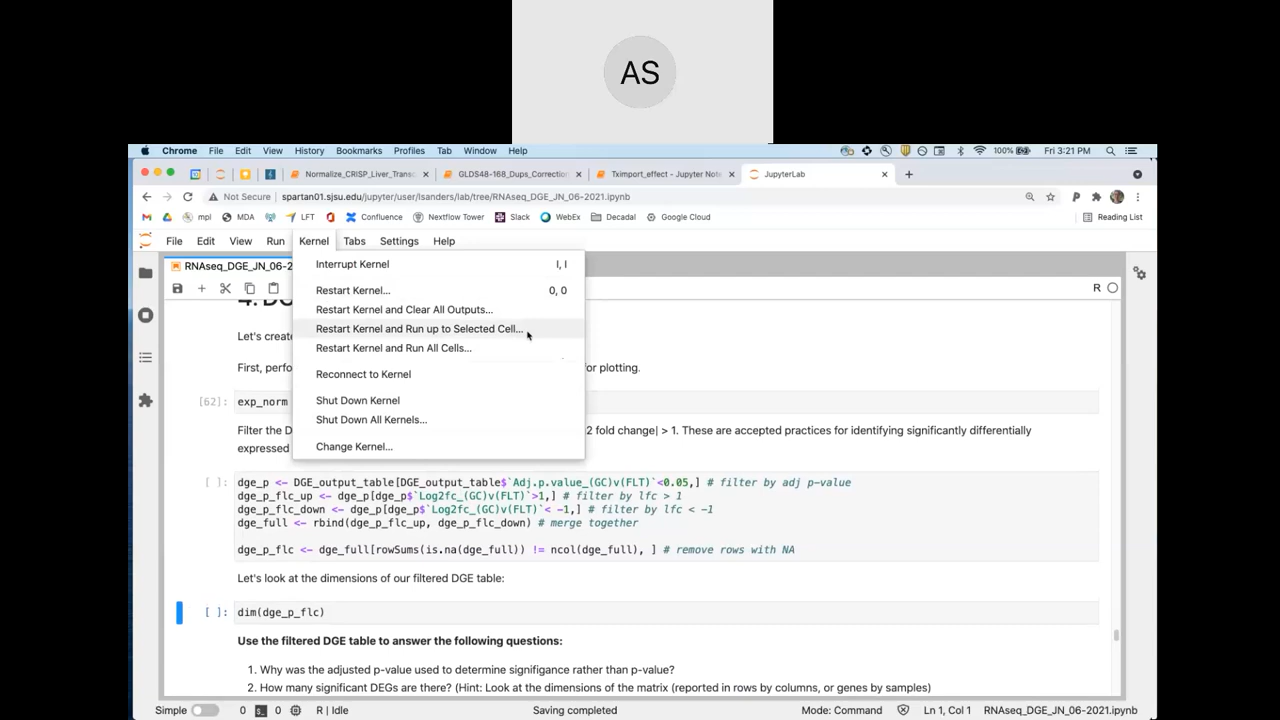 AS
Chrome File Edit View History Bookmarks Profiles Tab Window Help 100% Fri 3:21 PM
Normalize_CRISP_Liver_Trans GLDS48-168_Dups_Correction Tximport_effect - Jupyter Note JupyterLab
Not Secure spartan01.sjsu.edu/jupyter/user/lsanders/lab/tree/RNAseq_DGE_JN_06-2021.ipynb
mpl MDA LFT Confluence Nextflow Tower Slack WebEx Decadal Google Cloud Reading List
File Edit View Run Kernel Tabs Settings Help
RNAseq_DGE_JN_06-2
R
Interrupt Kernel I, I
Restart Kernel... 0, 0
Restart Kernel and Clear All Outputs...
Restart Kernel and Run up to Selected Cell...
Restart Kernel and Run All Cells...
Reconnect to Kernel
Shut Down Kernel
Shut Down All Kernels...
Change Kernel...
4. DG
Let's create
First, perfo for plotting.
[62]: exp_norm
Filter the D 2 fold change| > 1. These are accepted practices for identifying significantly differentially
expressed
[ ]: dge_p <- DGE_output_table[DGE_output_table$`Adj.p.value_(GC)v(FLT)`<0.05,] # filter by adj p-value
dge_p_flc_up <- dge_p[dge_p$`Log2fc_(GC)v(FLT)`>1,] # filter by lfc > 1
dge_p_flc_down <- dge_p[dge_p$`Log2fc_(GC)v(FLT)`< -1,] # filter by lfc < -1
dge_full <- rbind(dge_p_flc_up, dge_p_flc_down) # merge together
dge_p_flc <- dge_full[rowSums(is.na(dge_full)) != ncol(dge_full), ] # remove rows with NA
Let's look at the dimensions of our filtered DGE table:
[ ]: dim(dge_p_flc)
Use the filtered DGE table to answer the following questions:
1. Why was the adjusted p-value used to determine signifigance rather than p-value?
2. How many significant DEGs are there? (Hint: Look at the dimensions of the matrix (reported in rows by columns, or genes by samples)
Simple 0 0 R | Idle Saving completed Mode: Command Ln 1, Col 1 RNAseq_DGE_JN_06-2021.ipynb